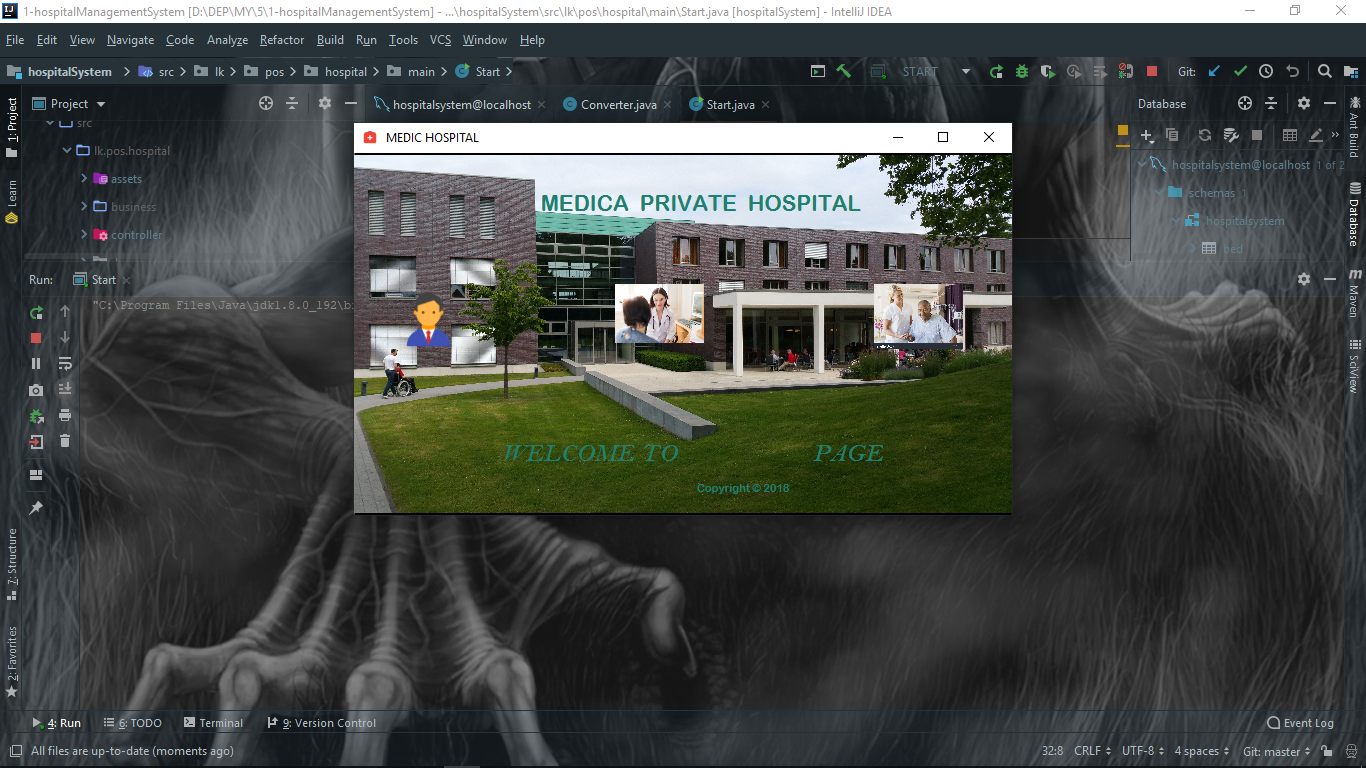 1-hospitalManagementSystem [D:\DEP\MY\5\1-hospitalManagementSystem] - ...\hospitalSystem\src\lk\pos\hospital\main\Start.java [hospitalSystem] - IntelliJ IDEA
File Edit View Navigate Code Analyze Refactor Build Run Tools VCS Window Help
hospitalSystem src lk pos hospital main Start START Git:
1: Project
Learn
7: Structure
2: Favorites
Project
hospitalsystem@localhost Converter.java Start.java
Database
src
lk.pos.hospital
assets
business
controller
hospitalsystem@localhost 1 of 2
schemas 1
hospitalsystem
bed
Ant Build
Database
m Maven
SciView
Run: Start
"C:\Program Files\Java\jdk1.8.0_192\b
MEDIC HOSPITAL
MEDICA PRIVATE HOSPITAL
WELCOME TO PAGE
Copyright © 2018
4: Run 6: TODO Terminal 9: Version Control Event Log
All files are up-to-date (moments ago) 32:8 CRLF UTF-8 4 spaces Git: master